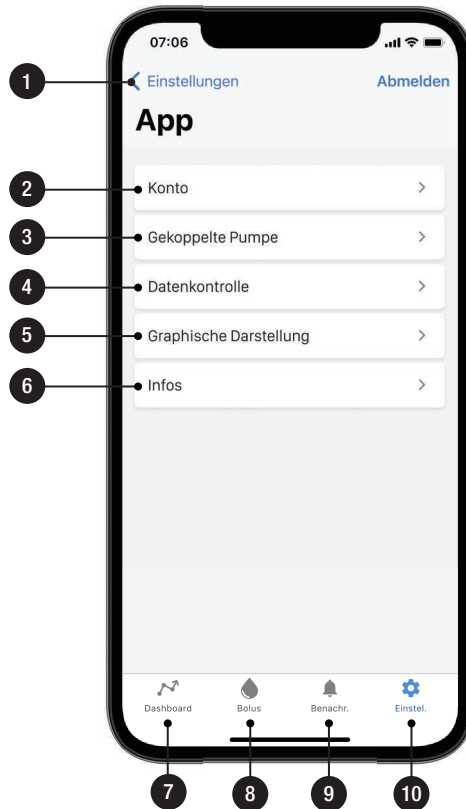 07:06
1
Einstellungen
Abmelden
App
2
Konto
3
Gekoppelte Pumpe
4
Datenkontrolle
5
Graphische Darstellung
6
Infos
Dashboard
Bolus
Benachr.
Einstel.
7
8
9
10